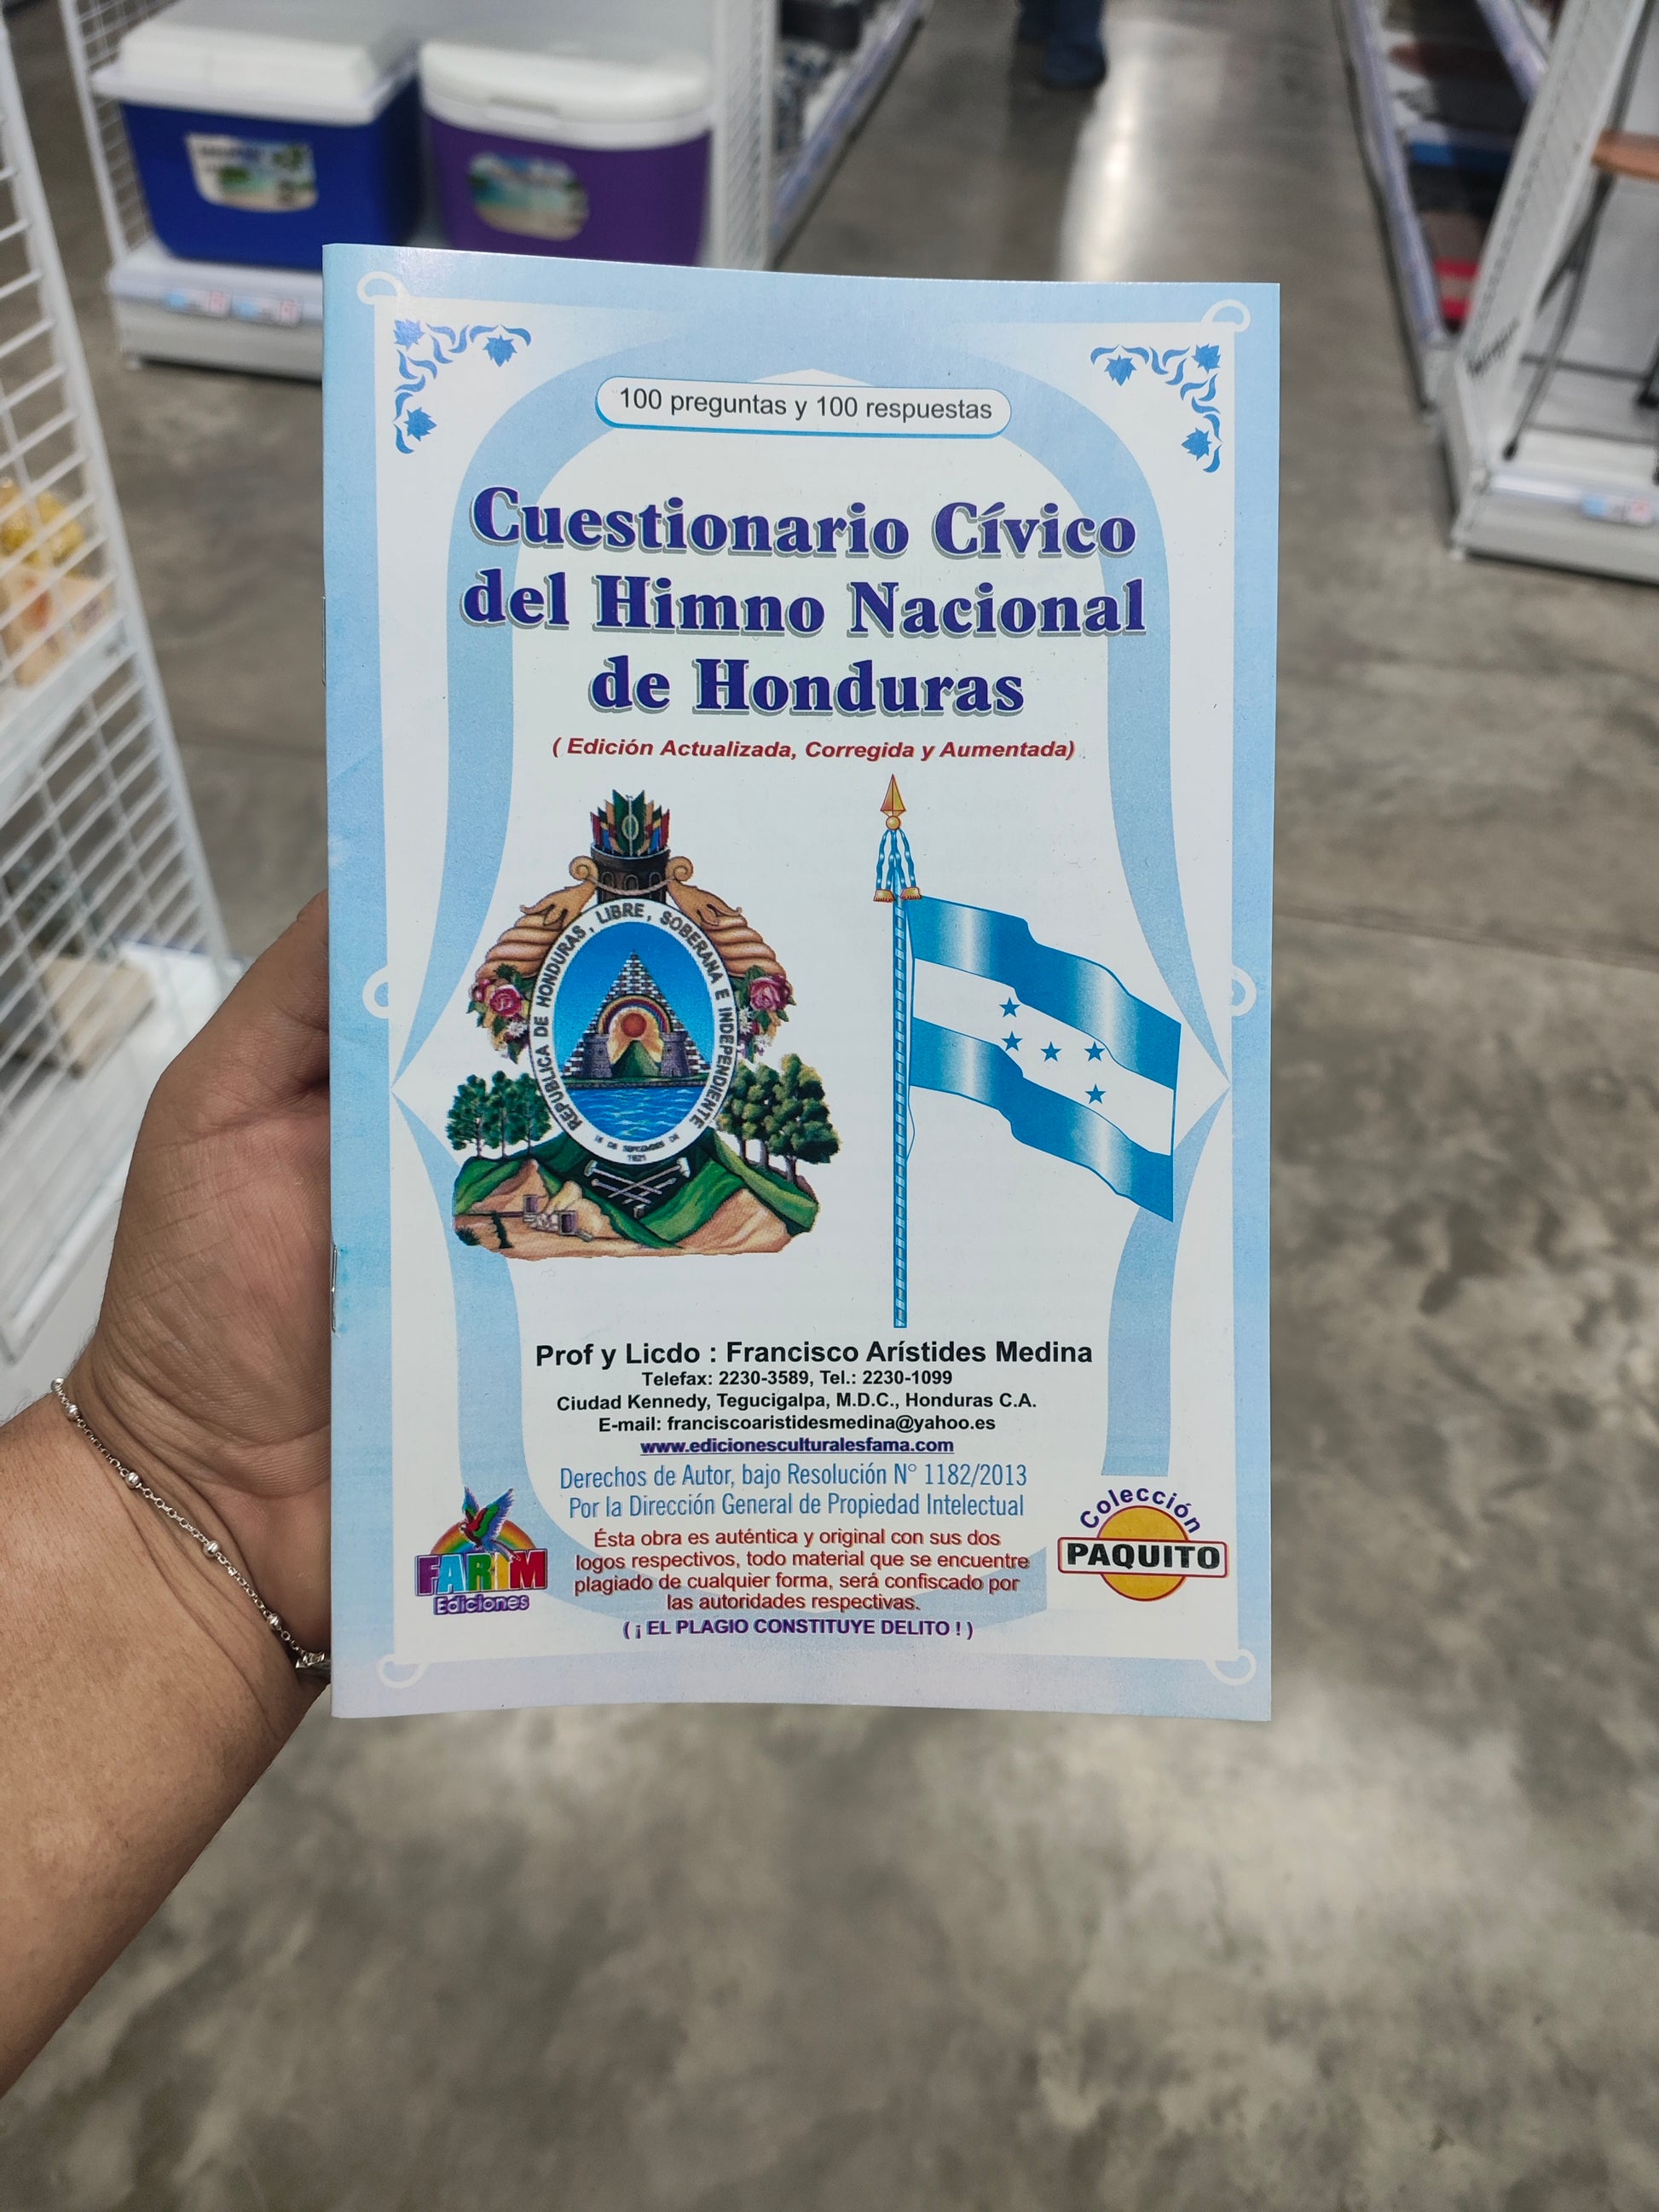 100 preguntas y 100 respuestas
Cuestionario Cívico
del Himno Nacional
de Honduras
( Edición Actualizada, Corregida y Aumentada)
REPUBLICA DE HONDURAS, LIBRE, SOBERANA E INDEPENDIENTE
15 DE SEPTIEMBRE DE
1821
Prof y Licdo : Francisco Arístides Medina
Telefax: 2230-3589, Tel.: 2230-1099
Ciudad Kennedy, Tegucigalpa, M.D.C., Honduras C.A.
E-mail: franciscoaristidesmedina@yahoo.es
www.edicionesculturalesfama.com
Derechos de Autor, bajo Resolución N° 1182/2013
Por la Dirección General de Propiedad Intelectual
Ésta obra es auténtica y original con sus dos
logos respectivos, todo material que se encuentre
plagiado de cualquier forma, será confiscado por
las autoridades respectivas.
( ¡ EL PLAGIO CONSTITUYE DELITO ! )
FARIM
Ediciones
Colección
PAQUITO